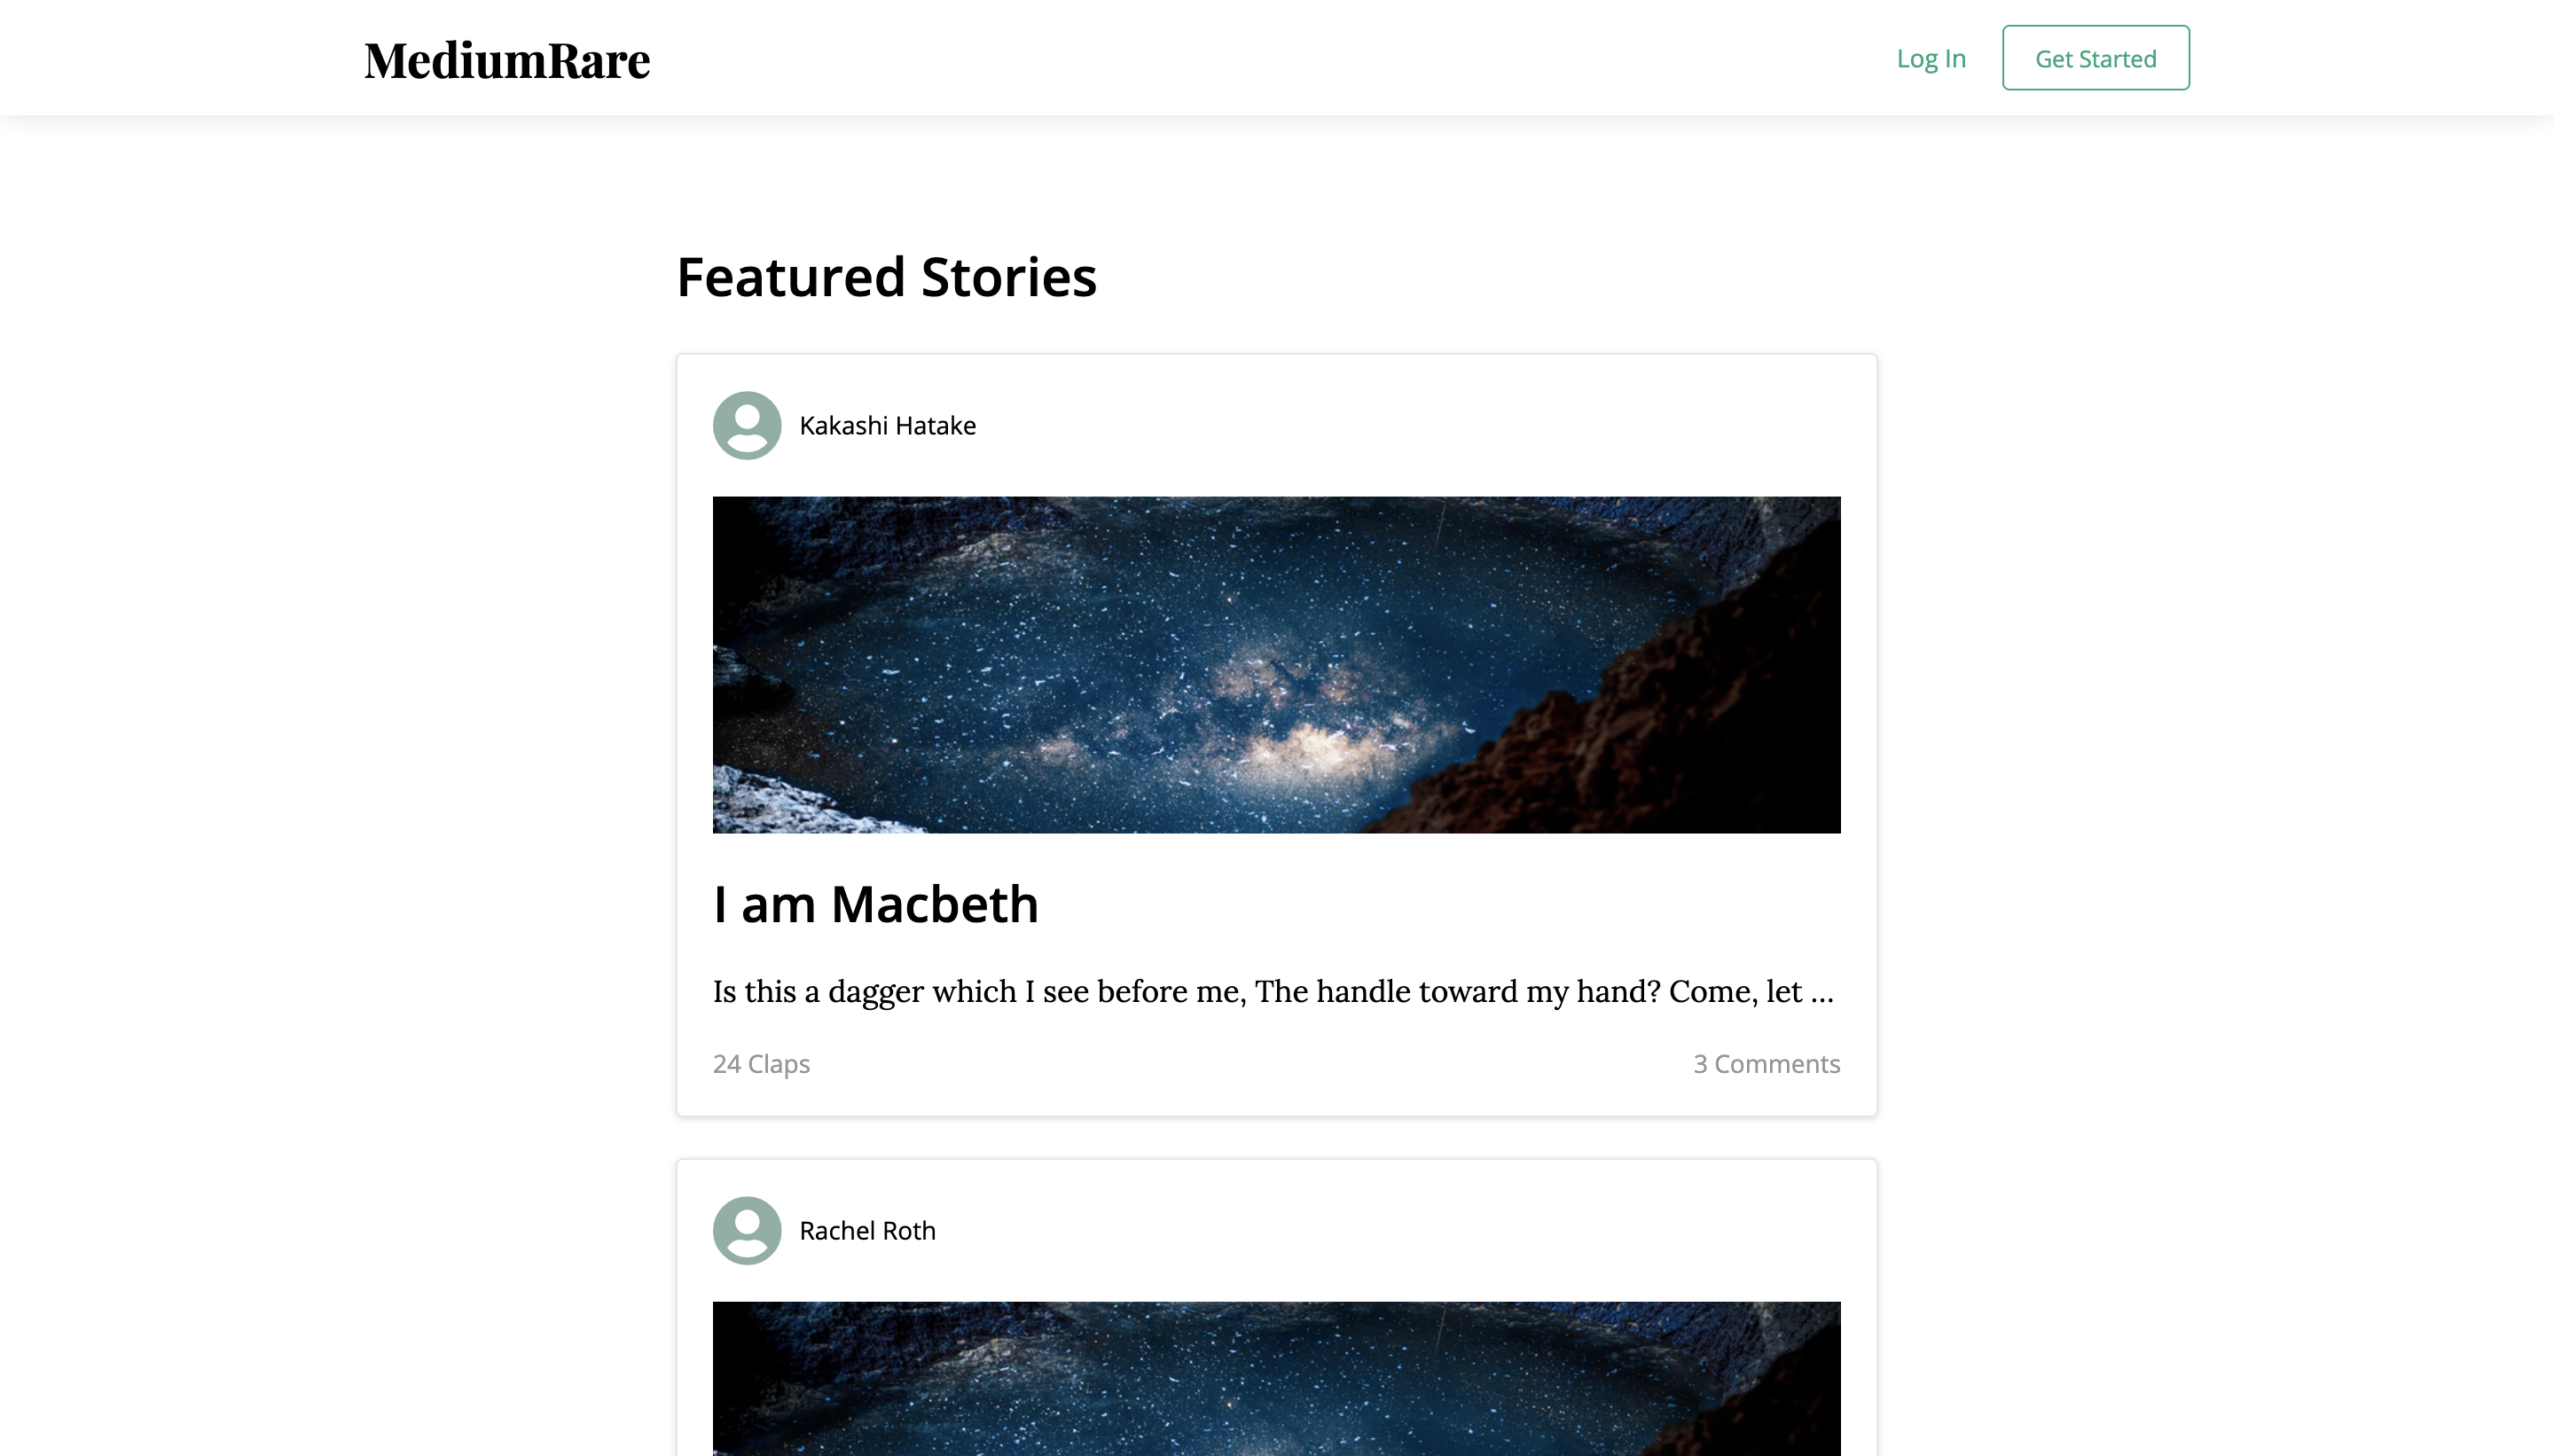 MediumRare
Log In
Get Started
Featured Stories
Kakashi Hatake
I am Macbeth
Is this a dagger which I see before me, The handle toward my hand? Come, let ...
24 Claps
3 Comments
Rachel Roth